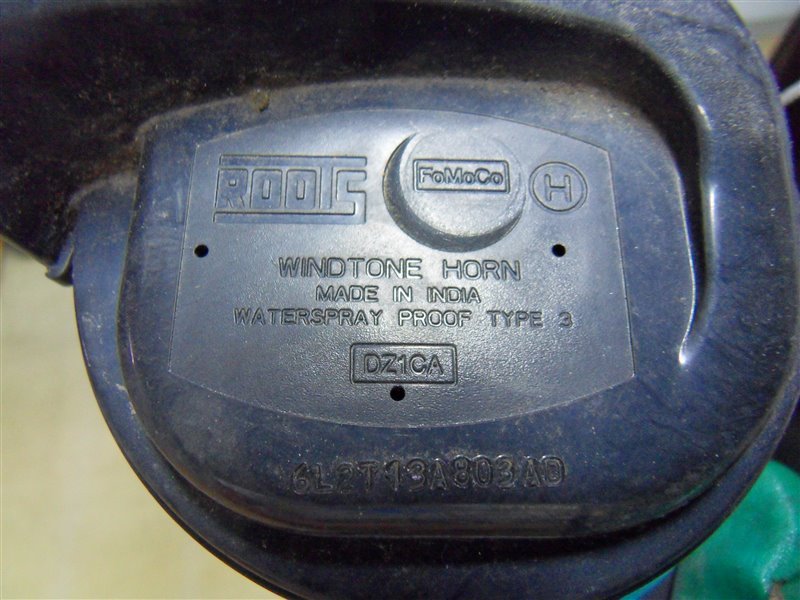 ROOTS FoMoCo H
WINDTONE HORN
MADE IN INDIA
WATERSPRAY PROOF TYPE 3
DZ1CA
6L2T13A803AD